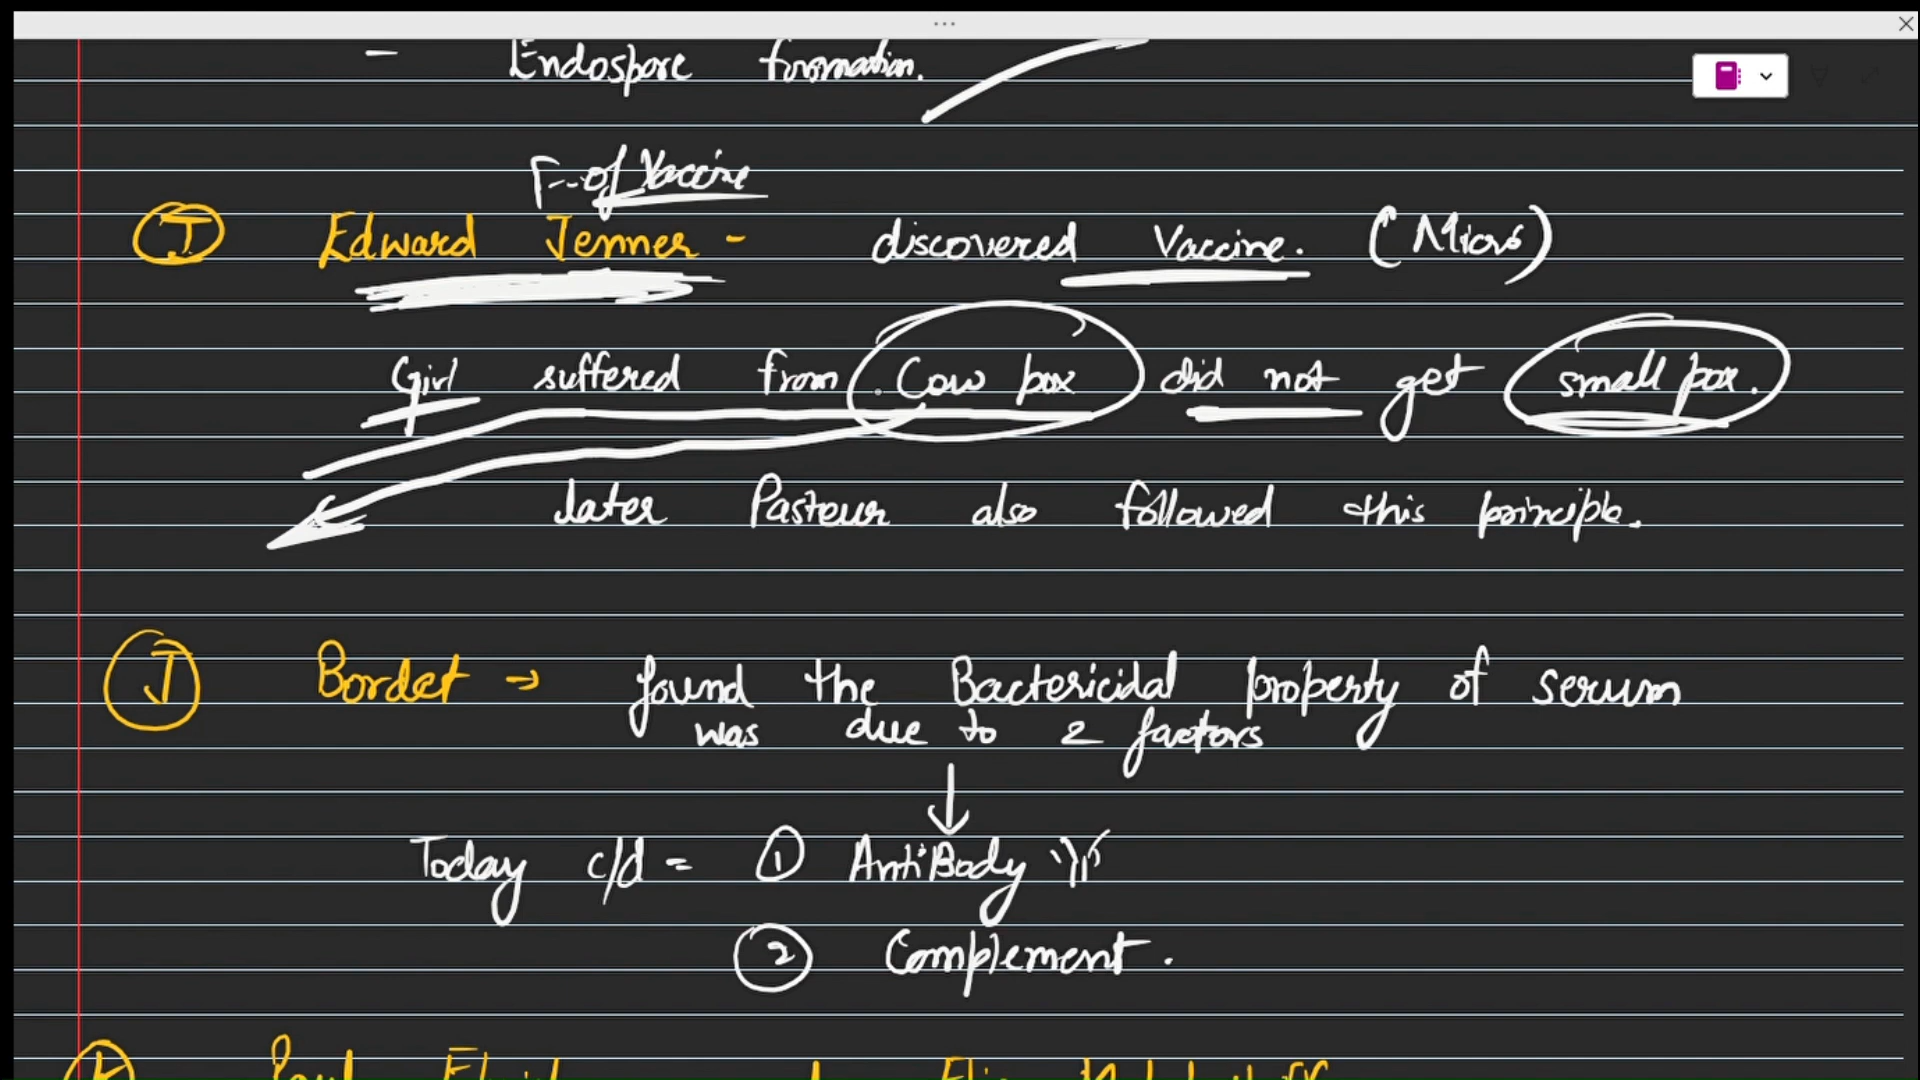 - Endospore formation.
F--of Vaccine
I Edward Jenner - discovered Vaccine. (Micro)
Girl suffered from Cow pox did not get small pox.
later Pasteur also followed this principle.
J Bordet → found the Bactericidal property of serum
was due to 2 factors
↓
Today c/d = ① AntiBody
② Complement.
K